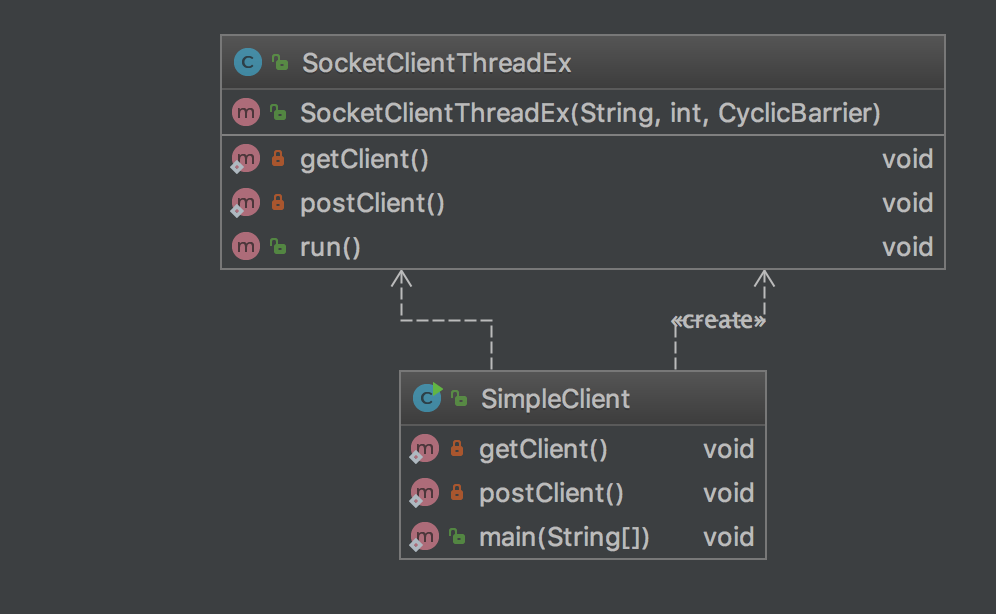 C SocketClientThreadEx
m SocketClientThreadEx(String, int, CyclicBarrier)
m getClient() void
m postClient() void
m run() void
«create»
C SimpleClient
m getClient() void
m postClient() void
m main(String[]) void